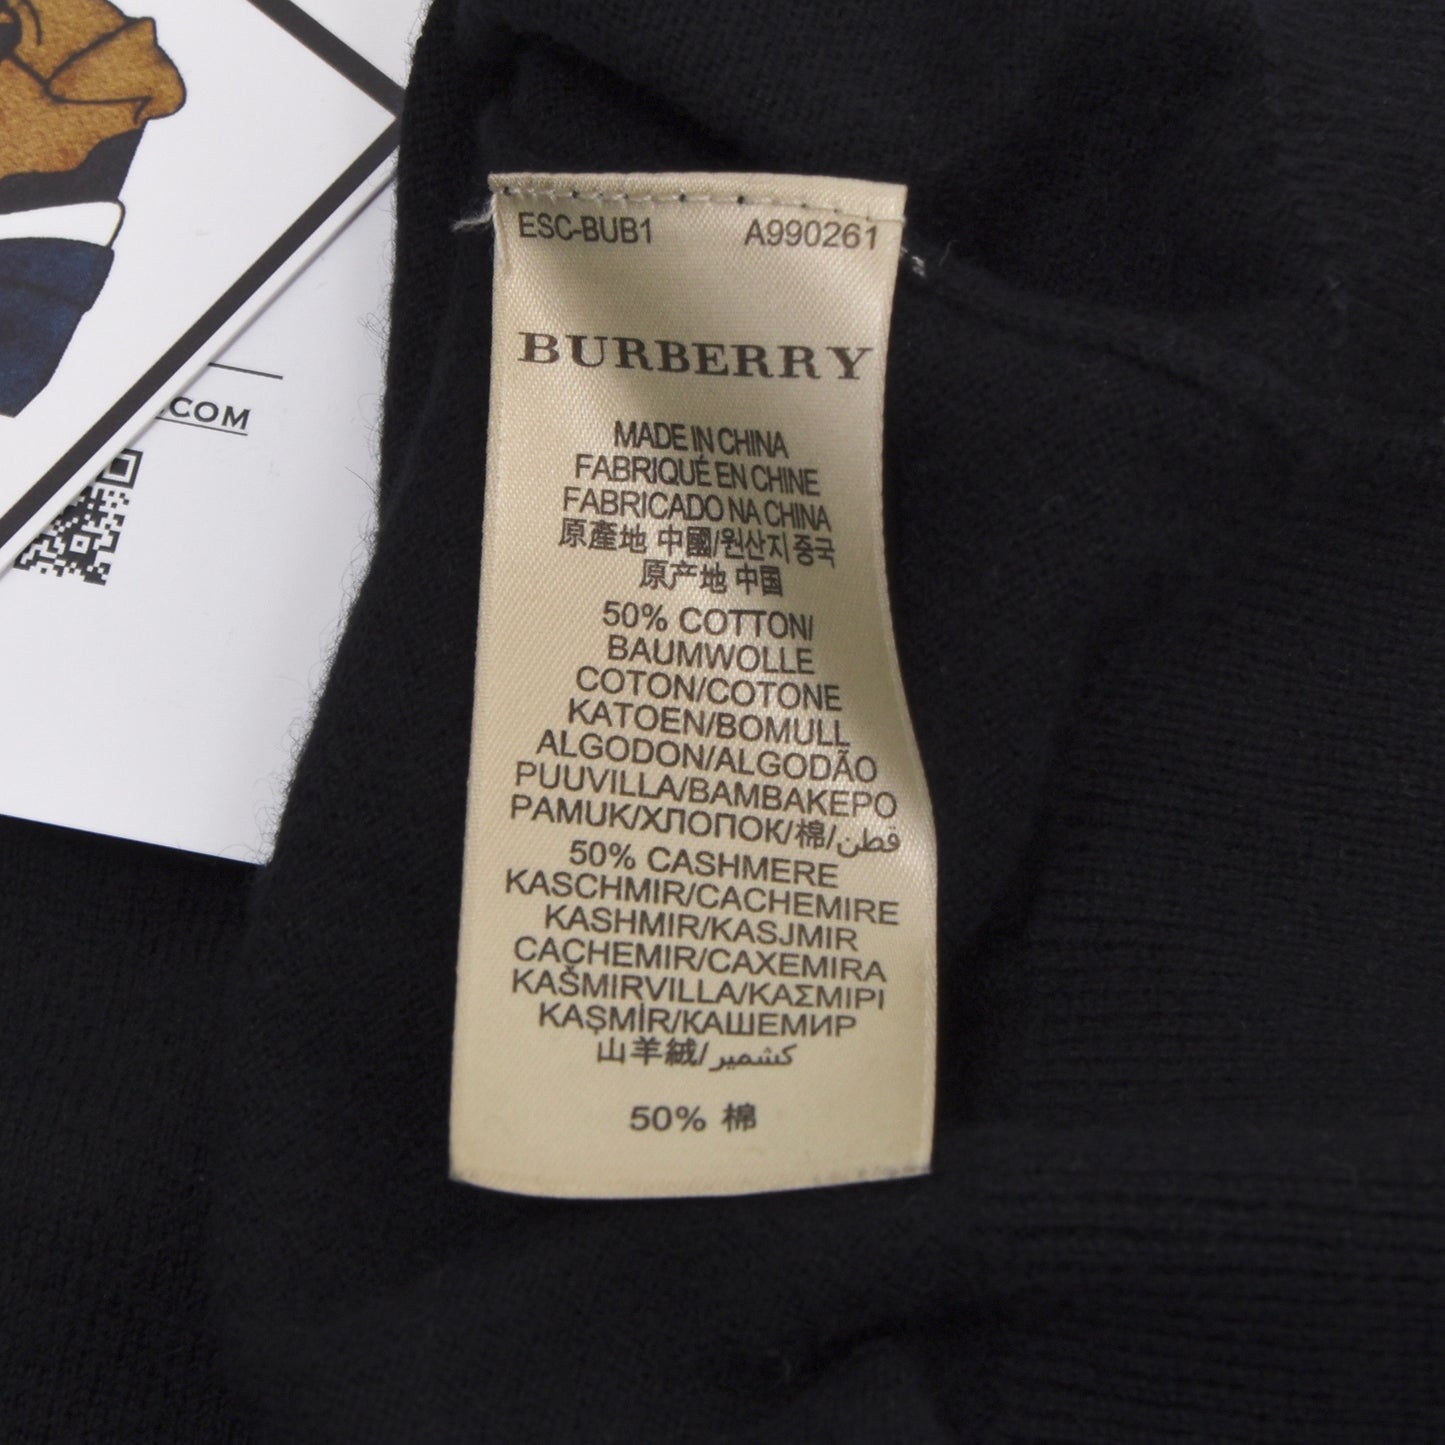 .COM
ESC-BUB1 A990261
BURBERRY
MADE IN CHINA
FABRIQUÉ EN CHINE
FABRICADO NA CHINA
原產地 中國/원산지 중국
原产地 中国
50% COTTON/
BAUMWOLLE
COTON/COTONE
KATOEN/BOMULL
ALGODON/ALGODÃO
PUUVILLA/BAMBAKEPO
PAMUK/ХЛОПОК/棉/قطن
50% CASHMERE
KASCHMIR/CACHEMIRE
KASHMIR/KASJMIR
CACHEMIR/CAXEMIRA
KAŠMIRVILLA/ΚΑΣΜΙΡΙ
KAŞMİR/КАШЕМИР
山羊絨/كشمير
50% 棉